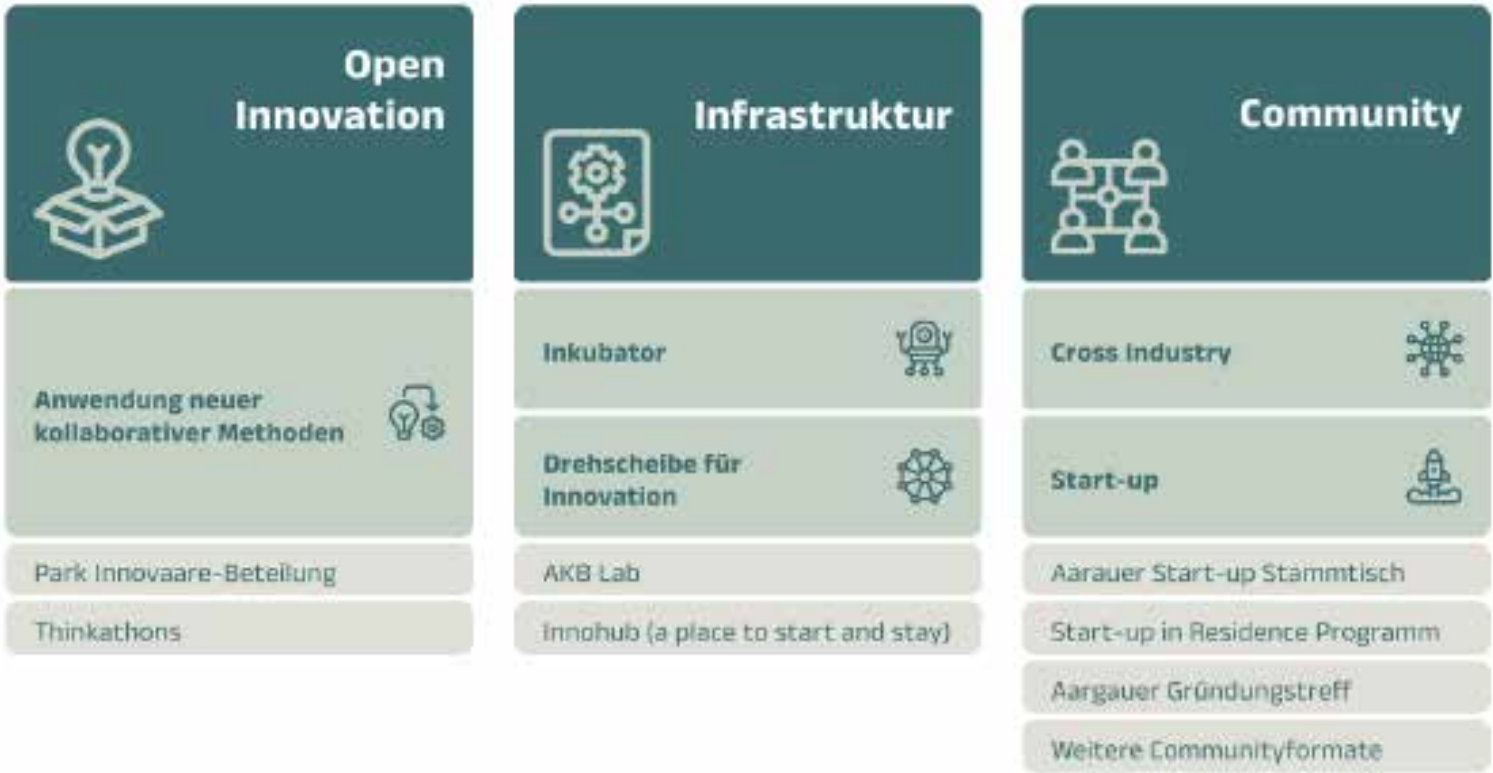 Open
Innovation
Anwendung neuer
kollaborativer Methoden
Park Innovaare-Beteilung
Thinkathons
Infrastruktur
Inkubator
Drehscheibe für
Innovation
AKB Lab
Innohub (a place to start and stay)
Community
Cross Industry
Start-up
Aarauer Start-up Stammtisch
Start-up in Residence Programm
Aargauer Gründungstreff
Weitere Communityformate